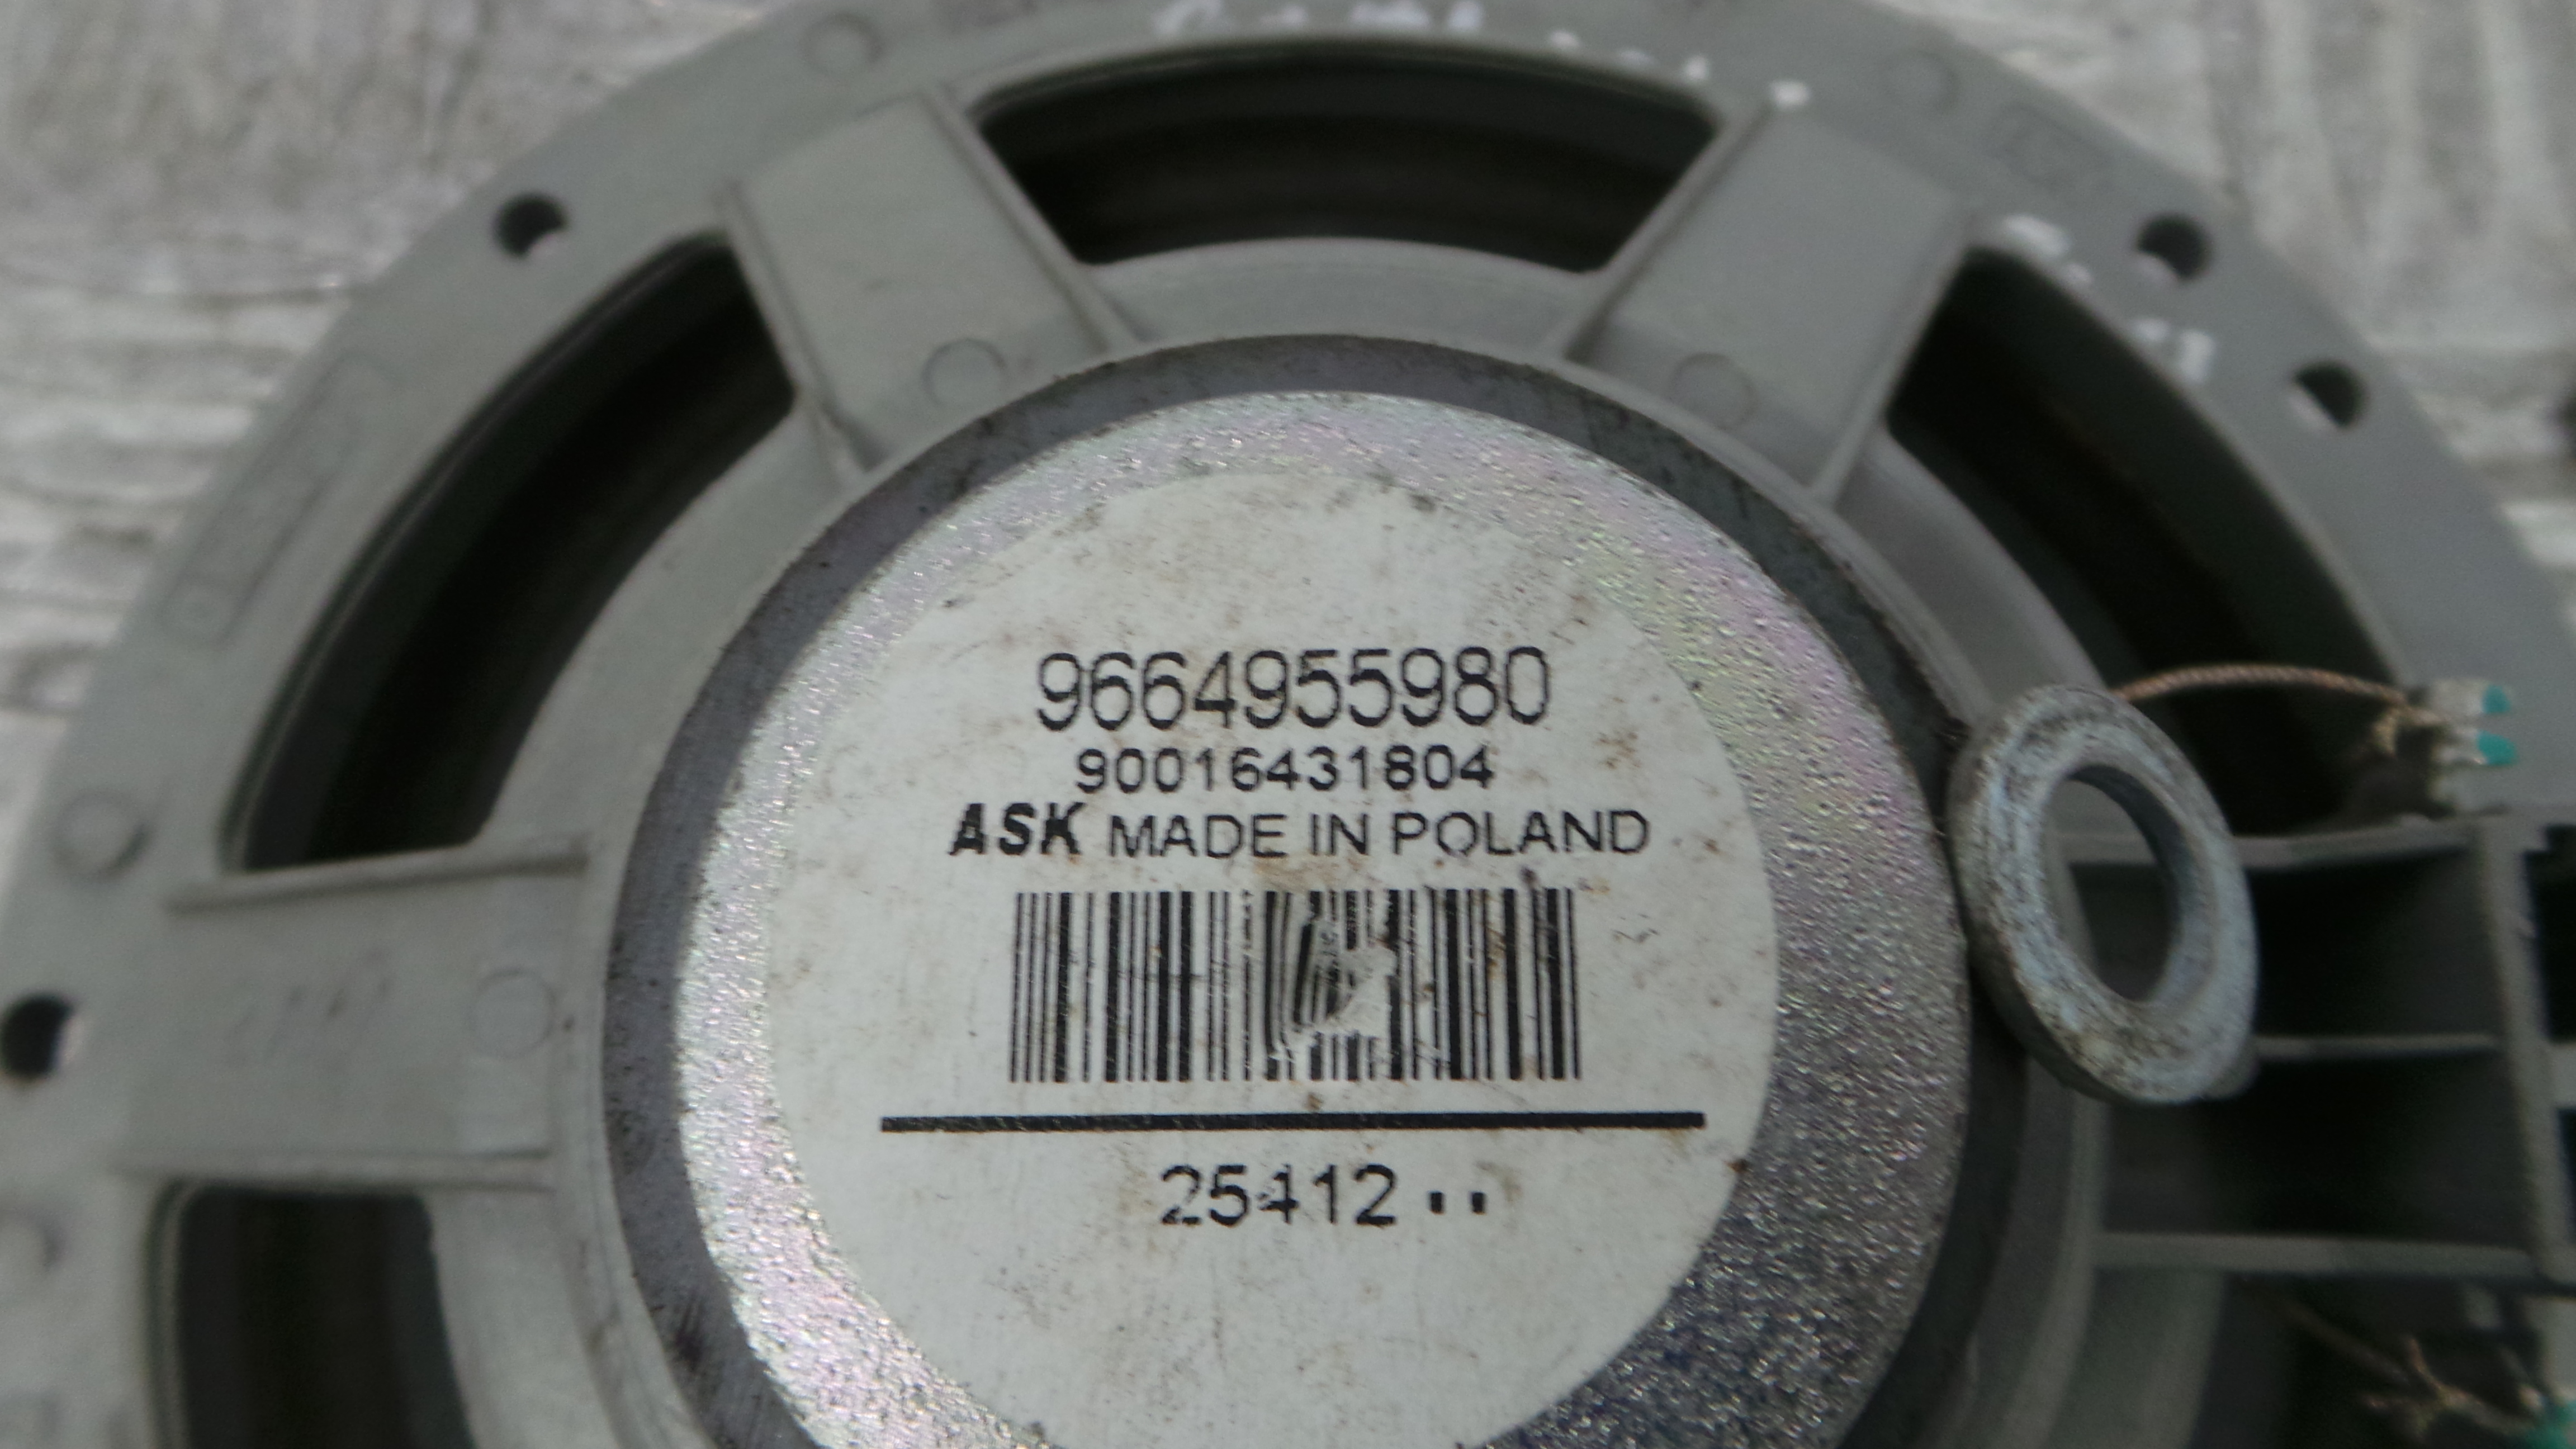 9664955980
90016431804
ASK MADE IN POLAND
25412 ..